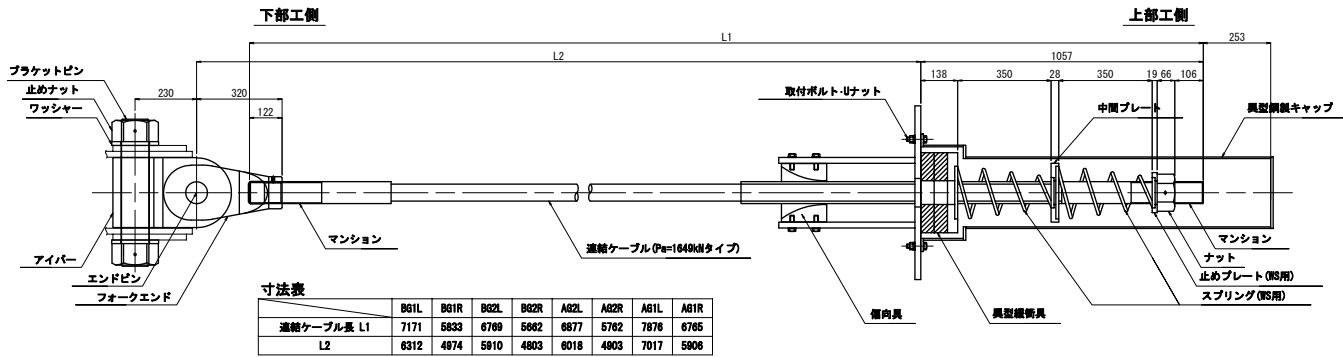 下部工側
上部工側
L1
253
L2
1057
138
350
28
350
19
66
106
ブラケットピン
止めナット
ワッシャー
230
320
122
取付ボルト・Uナット
中間プレート
異型鋼製キャップ
アイバー
エンドピン
フォークエンド
マンション
連結ケーブル(Pa=1649kNタイプ)
偏向具
異型緩衝具
マンション
ナット
止めプレート(WS用)
スプリング(WS用)
寸法表
BG1L BG1R BG2L BG2R AG2L AG2R AG1L AG1R
連結ケーブル長 L1 7171 5833 6769 5662 6877 5762 7876 6765
L2 6312 4974 5910 4803 6018 4903 7017 5906